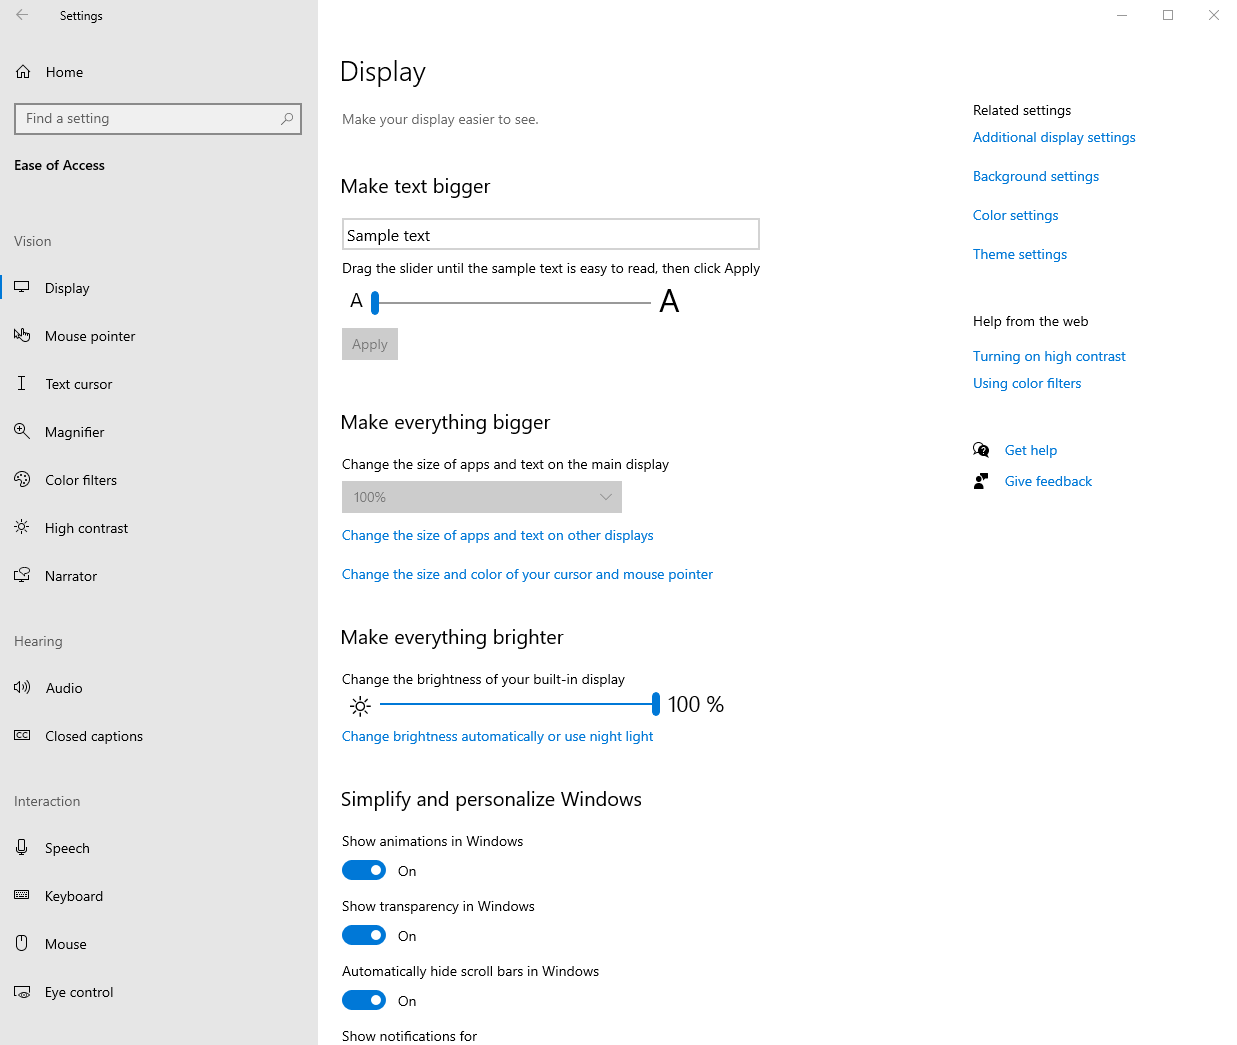 Settings
Home
Find a setting
Ease of Access
Vision
Display
Mouse pointer
Text cursor
Magnifier
Color filters
High contrast
Narrator
Hearing
Audio
CC Closed captions
Interaction
Speech
Keyboard
Mouse
Eye control
Display
Make your display easier to see.
Make text bigger
Sample text
Drag the slider until the sample text is easy to read, then click Apply
A A
Apply
Make everything bigger
Change the size of apps and text on the main display
100%
Change the size of apps and text on other displays
Change the size and color of your cursor and mouse pointer
Make everything brighter
Change the brightness of your built-in display
100 %
Change brightness automatically or use night light
Simplify and personalize Windows
Show animations in Windows
On
Show transparency in Windows
On
Automatically hide scroll bars in Windows
On
Show notifications for
Related settings
Additional display settings
Background settings
Color settings
Theme settings
Help from the web
Turning on high contrast
Using color filters
Get help
Give feedback